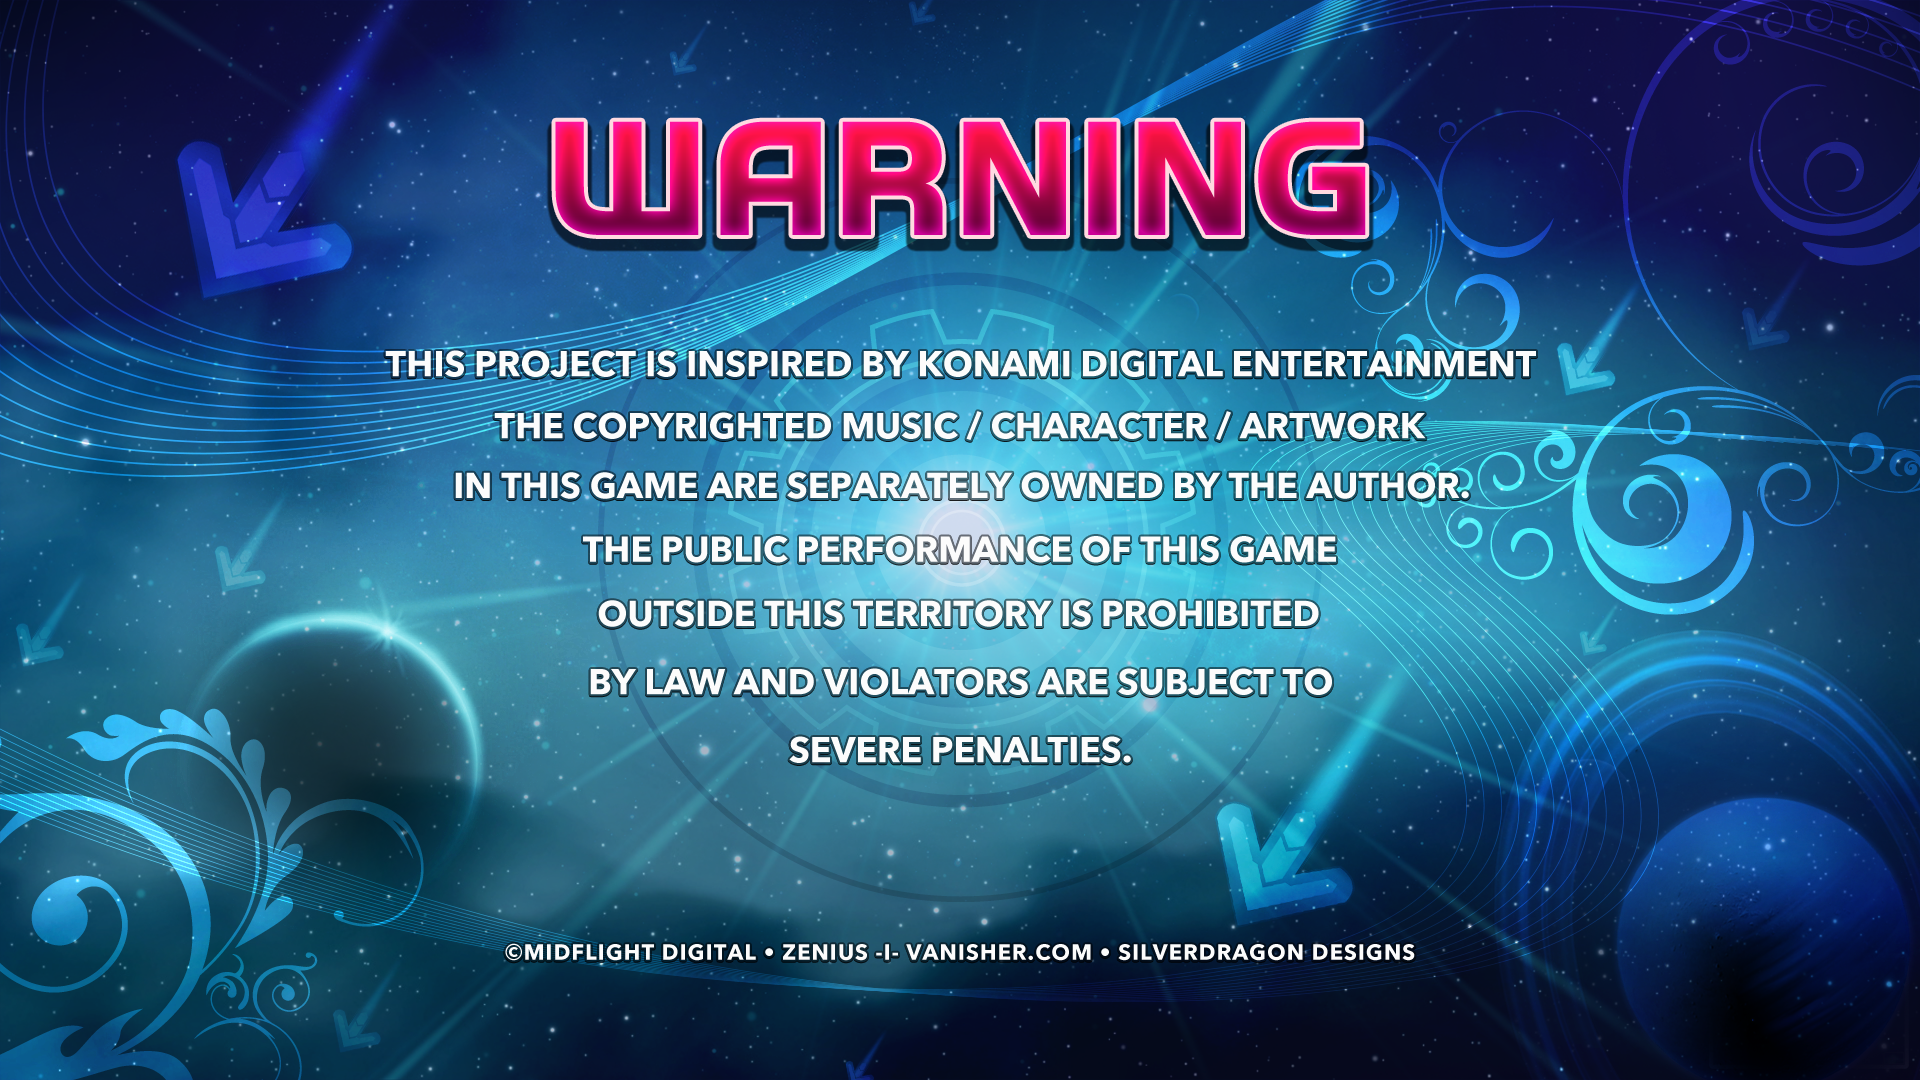 WARNING
THIS PROJECT IS INSPIRED BY KONAMI DIGITAL ENTERTAINMENT
THE COPYRIGHTED MUSIC / CHARACTER / ARTWORK
IN THIS GAME ARE SEPARATELY OWNED BY THE AUTHOR.
THE PUBLIC PERFORMANCE OF THIS GAME
OUTSIDE THIS TERRITORY IS PROHIBITED
BY LAW AND VIOLATORS ARE SUBJECT TO
SEVERE PENALTIES.
©MIDFLIGHT DIGITAL • ZENIUS -I- VANISHER.COM • SILVERDRAGON DESIGNS